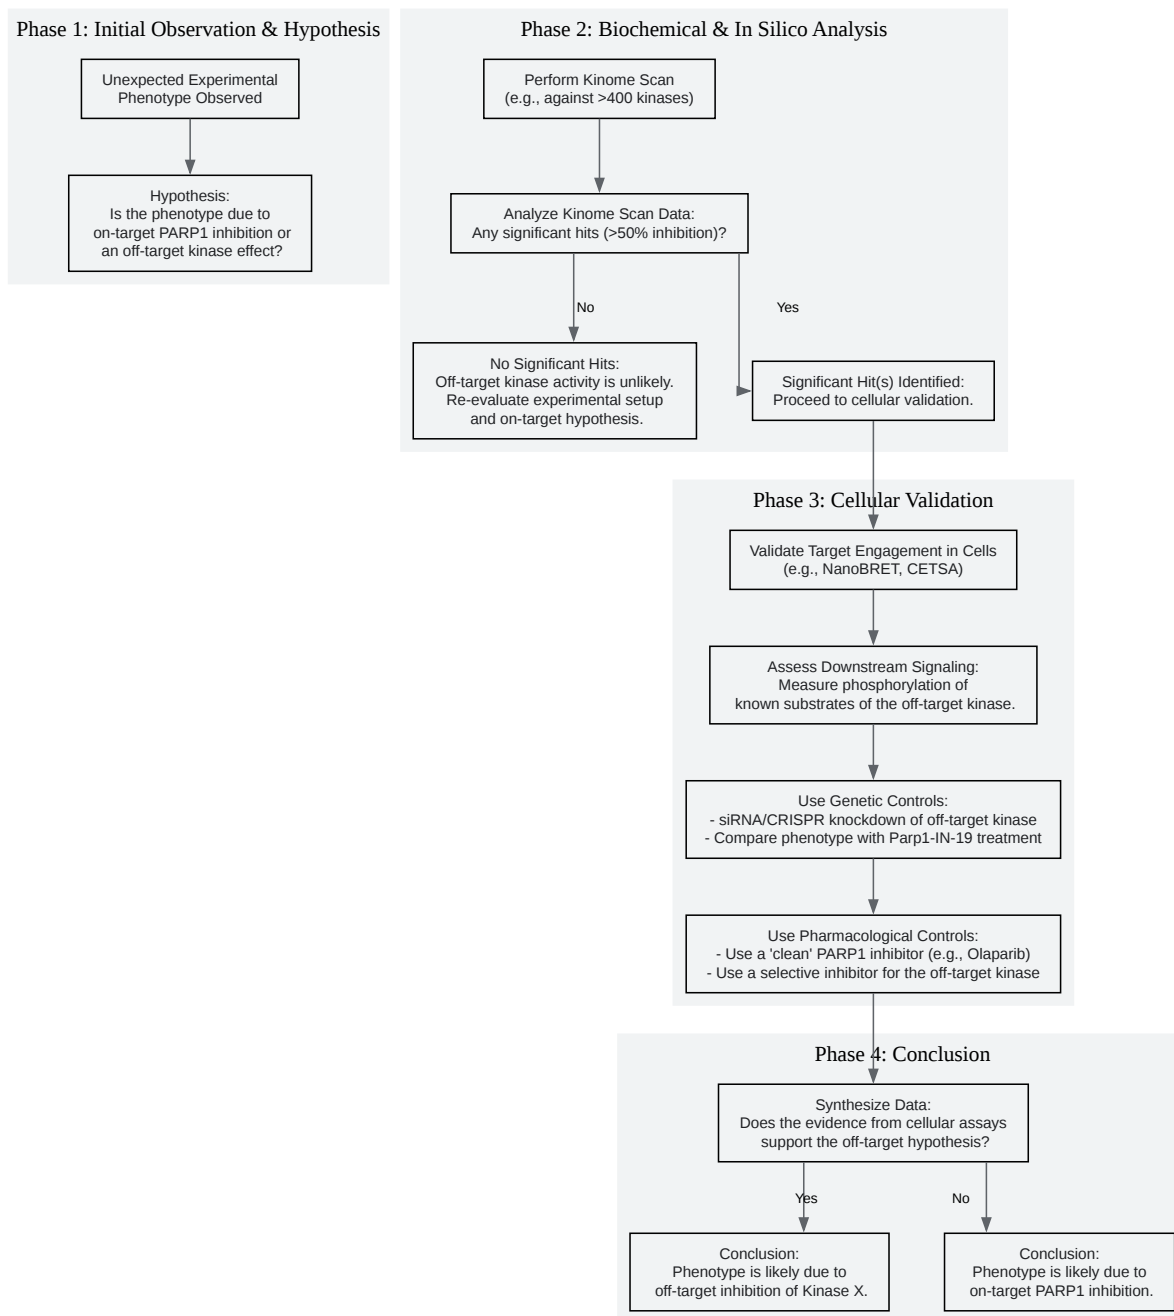 Phase 1: Initial Observation & Hypothesis
Unexpected Experimental
Phenotype Observed
Hypothesis:
Is the phenotype due to
on-target PARP1 inhibition or
an off-target kinase effect?
Phase 2: Biochemical & In Silico Analysis
Perform Kinome Scan
(e.g., against >400 kinases)
Analyze Kinome Scan Data:
Any significant hits (>50% inhibition)?
No
Yes
No Significant Hits:
Off-target kinase activity is unlikely.
Re-evaluate experimental setup
and on-target hypothesis.
Significant Hit(s) Identified:
Proceed to cellular validation.
Phase 3: Cellular Validation
Validate Target Engagement in Cells
(e.g., NanoBRET, CETSA)
Assess Downstream Signaling:
Measure phosphorylation of
known substrates of the off-target kinase.
Use Genetic Controls:
- siRNA/CRISPR knockdown of off-target kinase
- Compare phenotype with Parp1-IN-19 treatment
Use Pharmacological Controls:
- Use a 'clean' PARP1 inhibitor (e.g., Olaparib)
- Use a selective inhibitor for the off-target kinase
Phase 4: Conclusion
Synthesize Data:
Does the evidence from cellular assays
support the off-target hypothesis?
Yes
No
Conclusion:
Phenotype is likely due to
off-target inhibition of Kinase X.
Conclusion:
Phenotype is likely due to
on-target PARP1 inhibition.